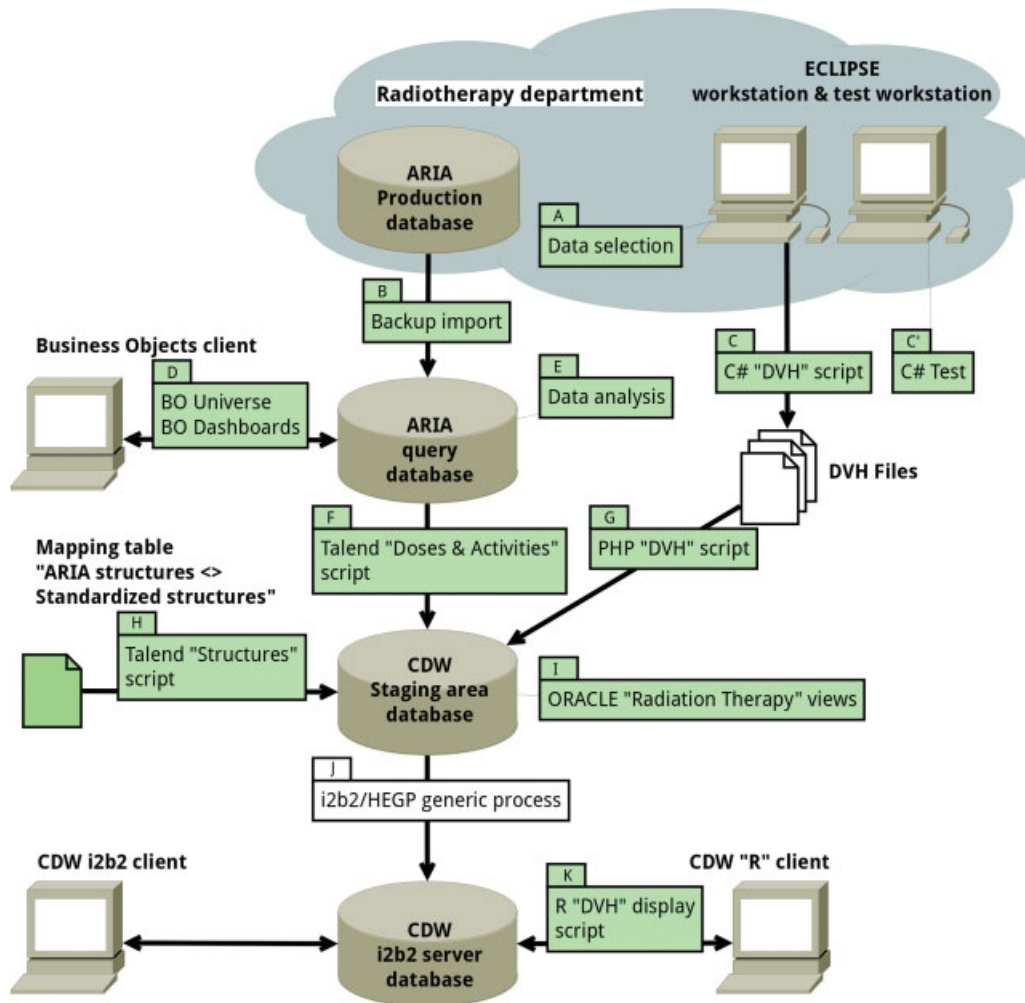 ECLIPSE
workstation & test workstation
Radiotherapy department
ARIA
Production
database
A
Data selection
B
Backup import
Business Objects client
D
BO Universe
BO Dashboards
E
Data analysis
C
C# "DVH" script
C'
C# Test
ARIA
query
database
DVH Files
F
Talend "Doses & Activities"
script
G
PHP "DVH" script
Mapping table
"ARIA structures <>
Standardized structures"
H
Talend "Structures"
script
CDW
Staging area
database
I
ORACLE "Radiation Therapy" views
J
i2b2/HEGP generic process
CDW i2b2 client
CDW "R" client
K
R "DVH" display
script
CDW
i2b2 server
database